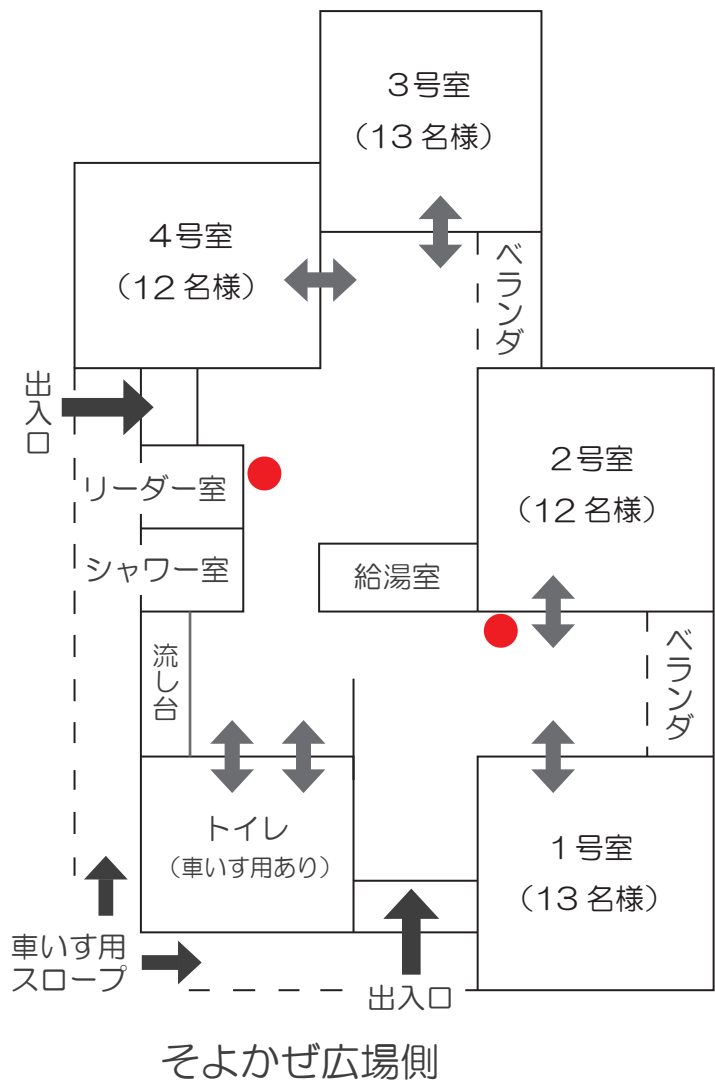 3号室
（13名様）
4号室
（12名様）
ベランダ
出入口
2号室
（12名様）
リーダー室
シャワー室
給湯室
流し台
ベランダ
トイレ
（車いす用あり）
1号室
（13名様）
車いす用
スロープ
出入口
そよかぜ広場側